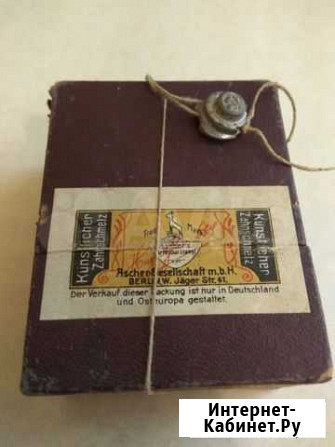 Künstlicher
Zahnschmelz
Künstlicher
Zahnschmelz
Ascher Gesellschaft m.b.H.
BERLIN W. Jäger Str. 61.
Der Verkauf dieser Packung ist nur in Deutschland
und Osteuropa gestattet.
Интернет-
Кабинет.Ру